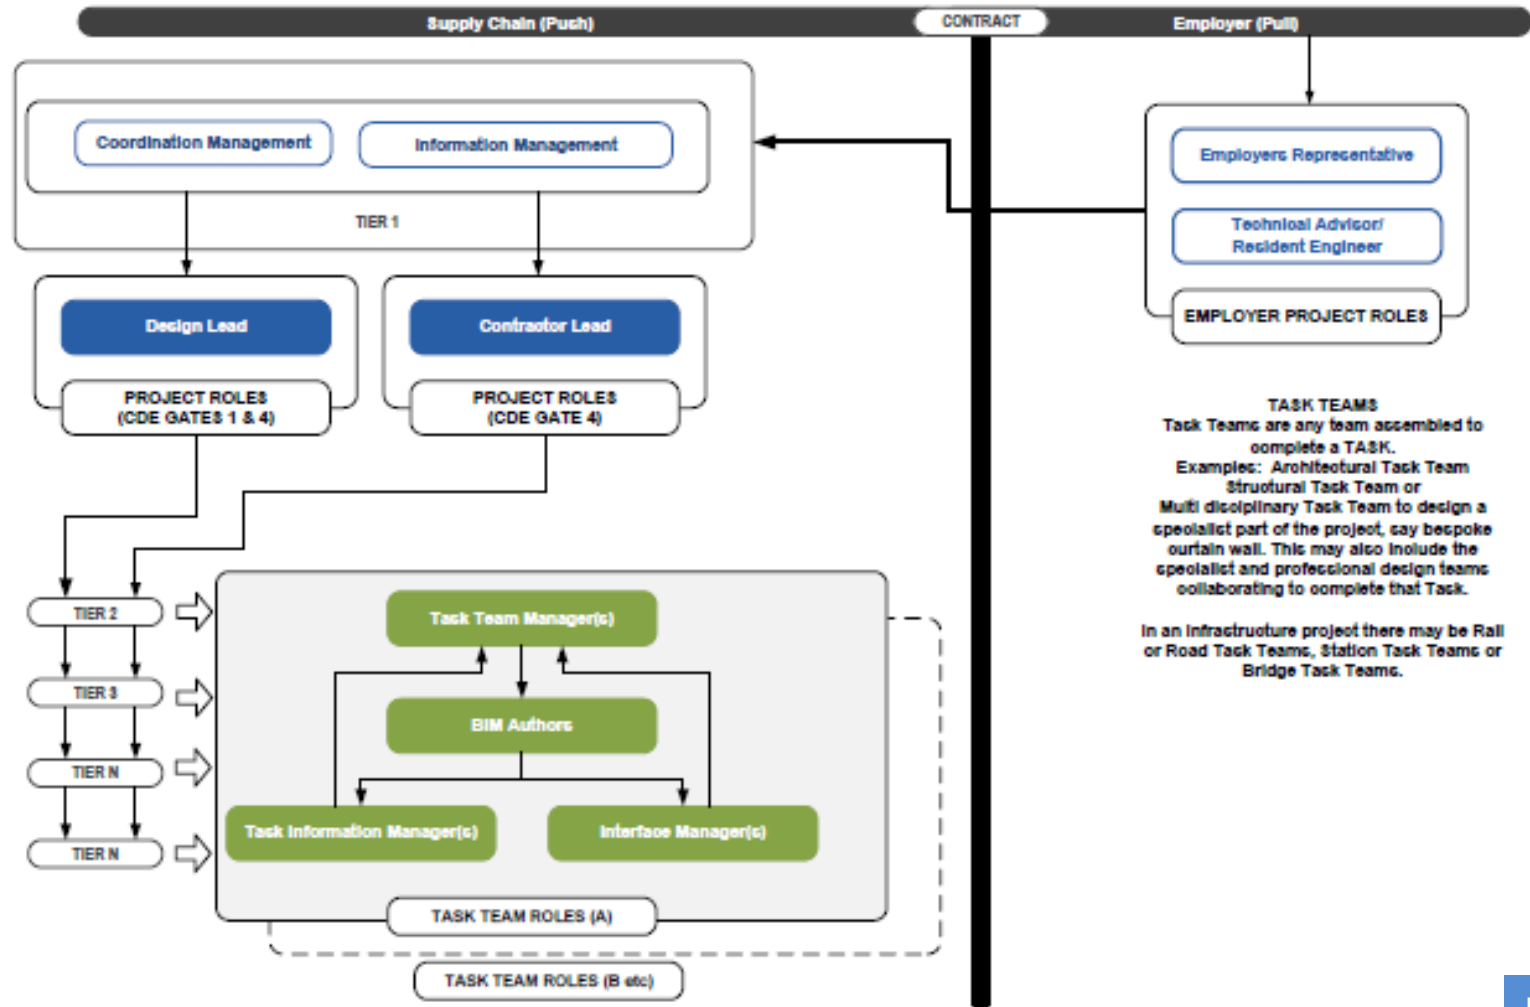 Supply Chain (Push)
CONTRACT
Employer (Pull)
Coordination Management
Information Management
TIER 1
Employers Representative
Technical Advisor/
Resident Engineer
EMPLOYER PROJECT ROLES
Design Lead
Contractor Lead
PROJECT ROLES
(CDE GATES 1 & 4)
PROJECT ROLES
(CDE GATE 4)
TASK TEAMS
Task Teams are any team assembled to
complete a TASK.
Examples: Architectural Task Team
Structural Task Team or
Multi disciplinary Task Team to design a
specialist part of the project, say bespoke
curtain wall. This may also include the
specialist and professional design teams
collaborating to complete that Task.
In an infrastructure project there may be Rail
or Road Task Teams, Station Task Teams or
Bridge Task Teams.
TIER 2
TIER 3
TIER N
TIER N
Task Team Manager(s)
BIM Authors
Task Information Manager(s)
Interface Manager(s)
TASK TEAM ROLES (A)
TASK TEAM ROLES (B etc)